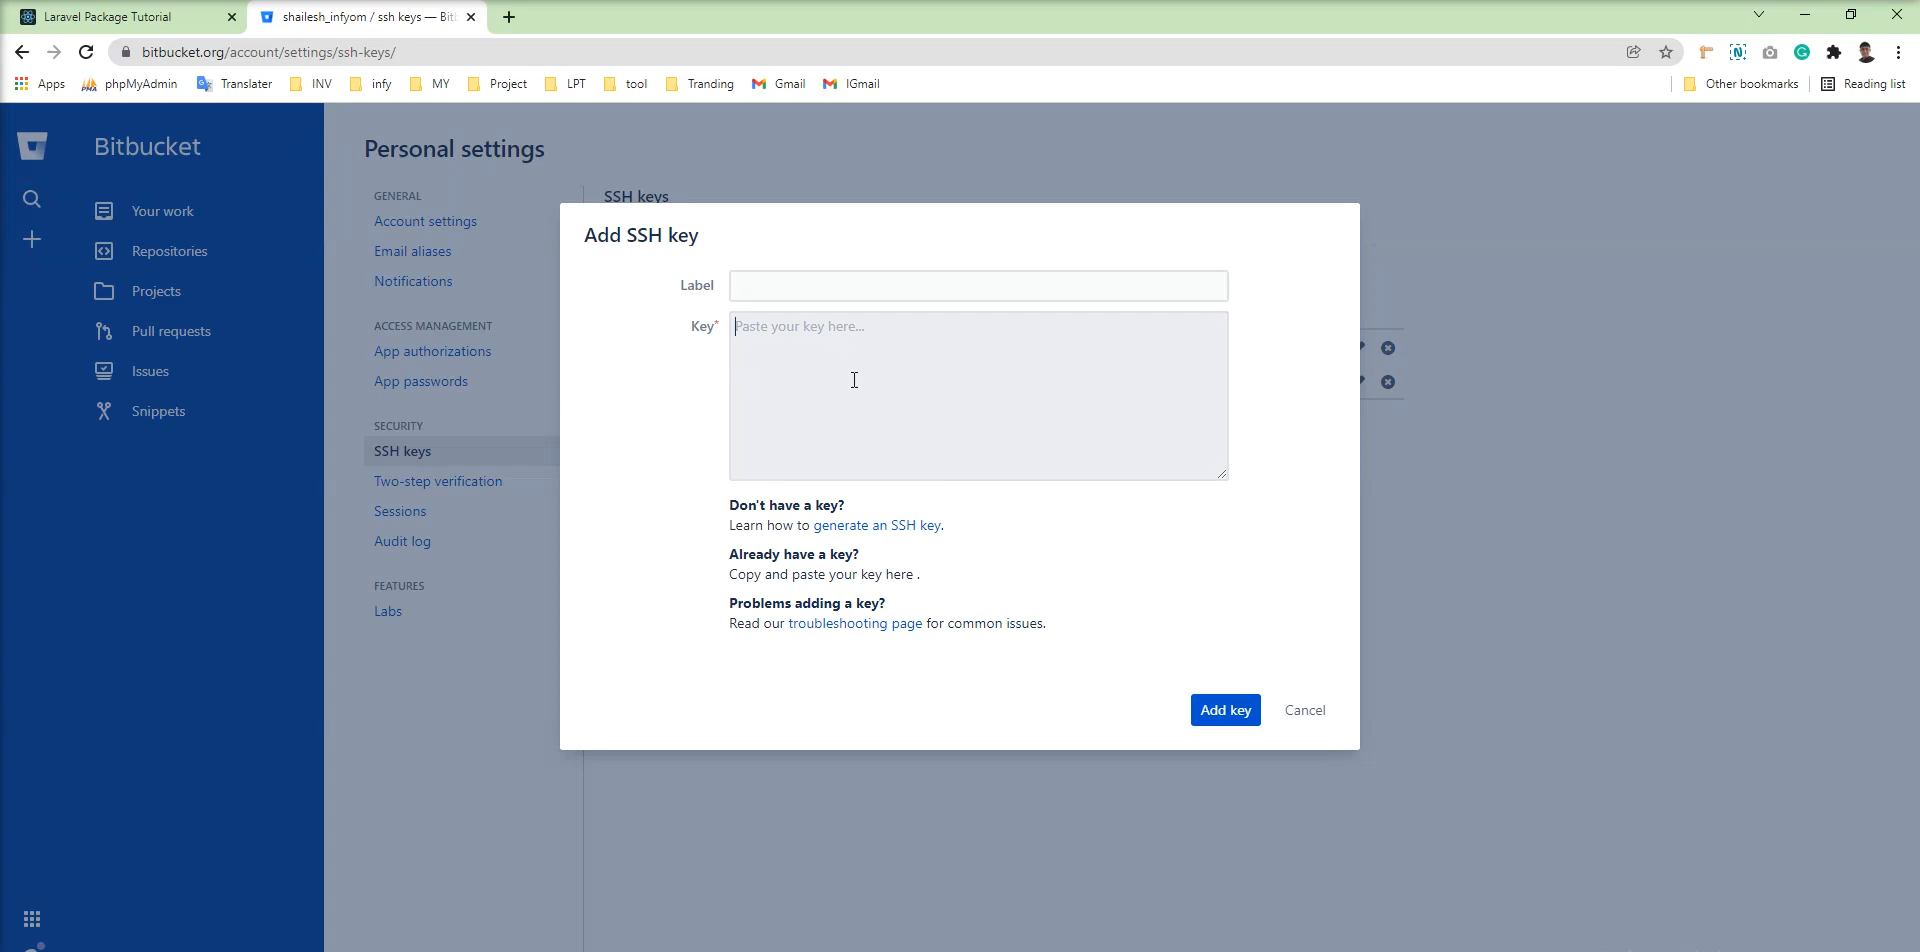 Laravel Package Tutorial
shailesh_infyom / ssh keys — Bit
bitbucket.org/account/settings/ssh-keys/
Apps
phpMyAdmin
Translater
INV
infy
MY
Project
LPT
tool
Tranding
Gmail
IGmail
Other bookmarks
Reading list
Bitbucket
Your work
Repositories
Projects
Pull requests
Issues
Snippets
Personal settings
GENERAL
Account settings
Email aliases
Notifications
ACCESS MANAGEMENT
App authorizations
App passwords
SECURITY
SSH keys
Two-step verification
Sessions
Audit log
FEATURES
Labs
SSH keys
Add SSH key
Label
Key*
Paste your key here...
Don't have a key?
Learn how to generate an SSH key.
Already have a key?
Copy and paste your key here .
Problems adding a key?
Read our troubleshooting page for common issues.
Add key
Cancel